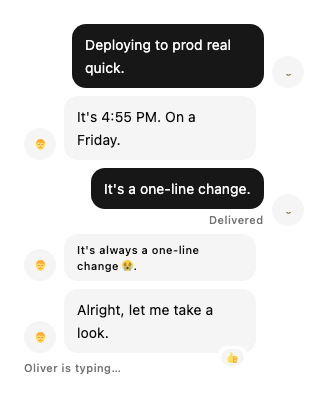 Deploying to prod real
quick.
It's 4:55 PM. On a
Friday.
It's a one-line change.
Delivered
It's always a one-line
change 😢.
Alright, let me take a
look.
👍
Oliver is typing...